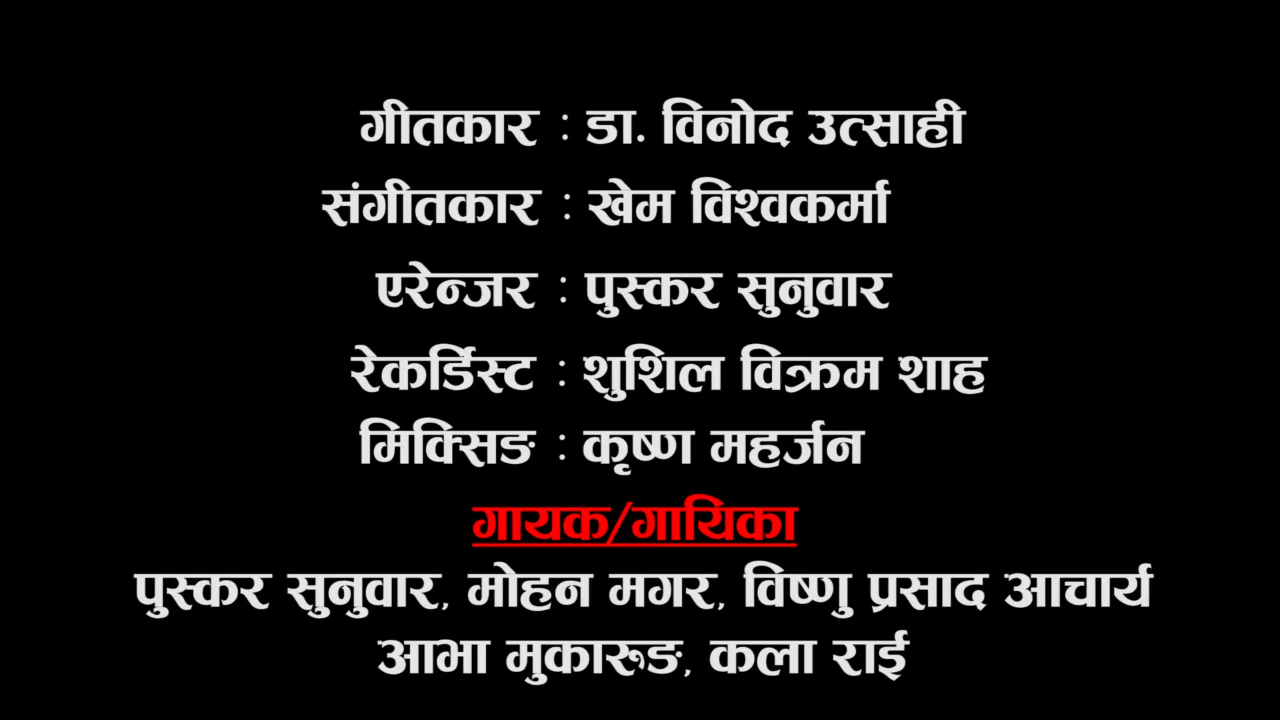 गीतकार : डा. विनोद उत्साही
संगीतकार : खेम विश्वकर्मा
एरेन्जर : पुस्कर सुनुवार
रेकर्डिस्ट : शुशिल विक्रम शाह
मिक्सिङ : कृष्ण महर्जन
गायक/गायिका
पुस्कर सुनुवार, मोहन मगर, विष्णु प्रसाद आचार्य
आभा मुकारुङ, कला राई